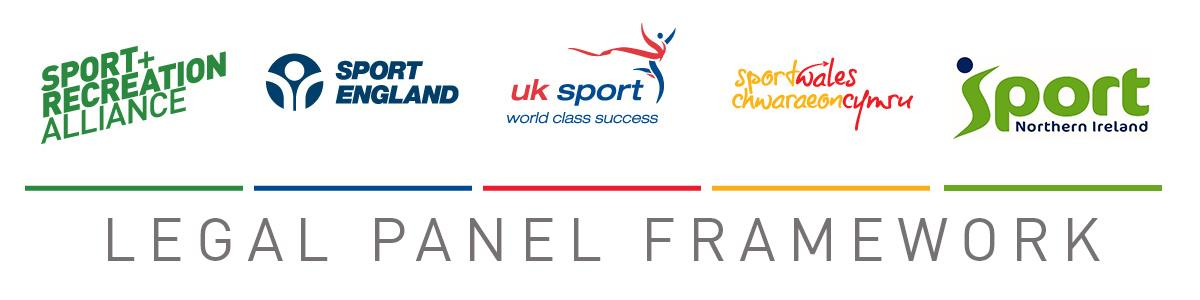 SPORT+
RECREATION
ALLIANCE
SPORT
ENGLAND
uk sport
world class success
sportwales
chwaraeoncymru
Sport
Northern Ireland
LEGAL PANEL FRAMEWORK